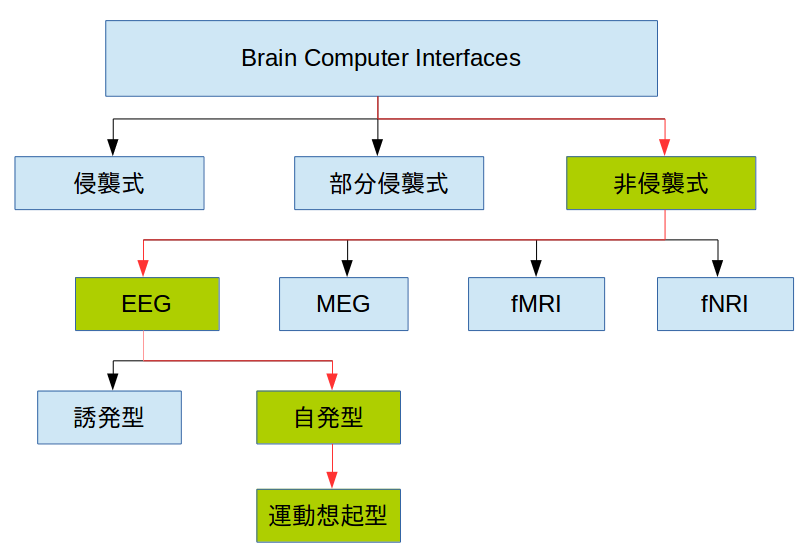 Brain Computer Interfaces
侵襲式
部分侵襲式
非侵襲式
EEG
MEG
fMRI
fNRI
誘発型
自発型
運動想起型